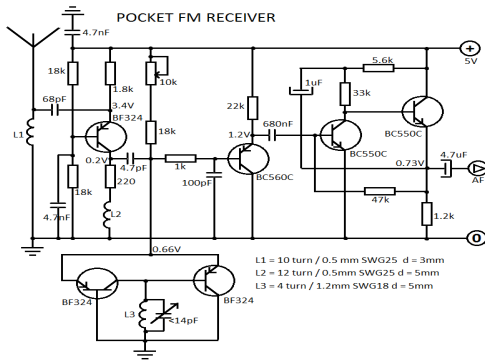 POCKET FM RECEIVER
4.7nF
5.6k
+
5V
18k
1.8k
10k
1uF
33k
68pF
3.4V
BF324
22k
680nF
BC550C
L1
18k
1.2V
BC550C
0.2V
4.7pF
1k
0.73V
4.7uF
18k
220
100pF
BC560C
AF
47k
4.7nF
L2
1.2k
0
0.66V
L1 = 10 turn / 0.5 mm SWG25 d = 3mm
L2 = 12 turn / 0.5mm SWG25 d = 5mm
L3 = 4 turn / 1.2mm SWG18 d = 5mm
BF324
L3
<14pF
BF324